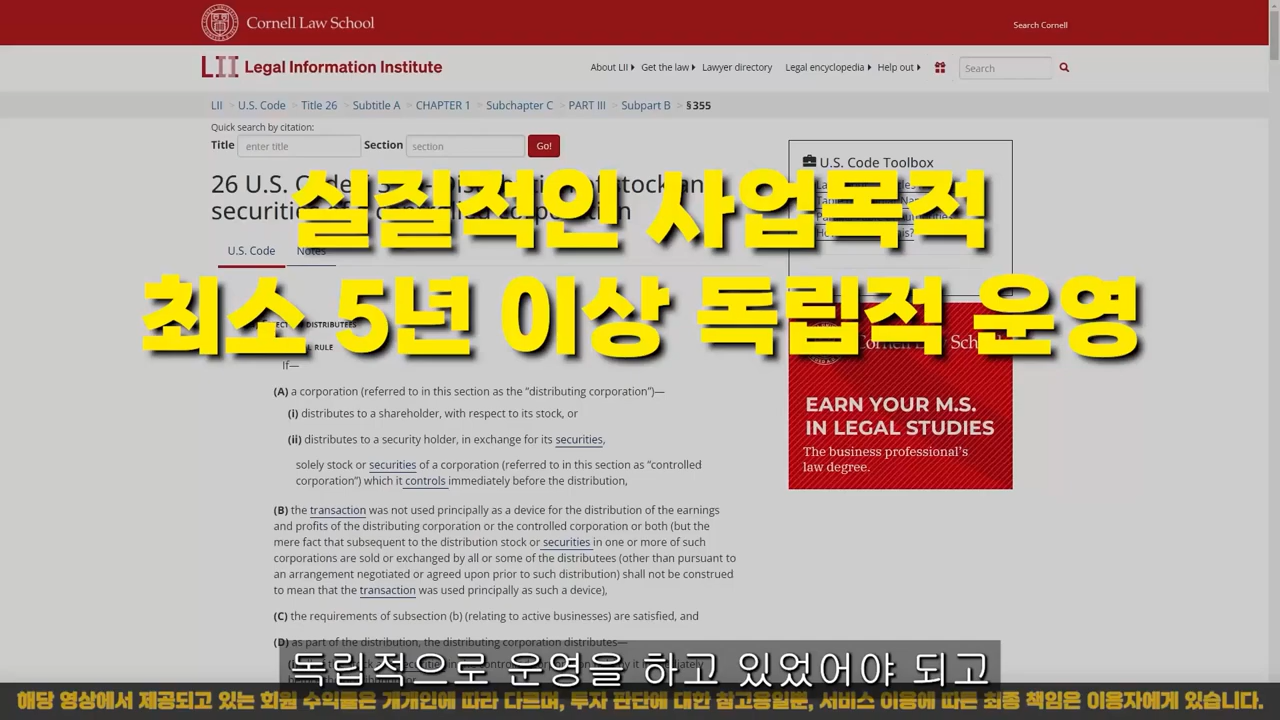 Cornell Law School
Search Cornell
LII Legal Information Institute
About LII Get the law Lawyer directory Legal encyclopedia Help out Search
LII > U.S. Code > Title 26 > Subtitle A > CHAPTER 1 > Subchapter C > PART III > Subpart B > § 355
Quick search by citation:
Title enter title Section section Go!
U.S. Code Toolbox
26 U.S. Code
실질적인 사업목적
U.S. Code Notes
최소 5년 이상 독립적 운영
If—
(A) a corporation (referred to in this section as the “distributing corporation”)—
(i) distributes to a shareholder, with respect to its stock, or
(ii) distributes to a security holder, in exchange for its securities,
solely stock or securities of a corporation (referred to in this section as “controlled
corporation”) which it controls immediately before the distribution,
(B) the transaction was not used principally as a device for the distribution of the earnings
and profits of the distributing corporation or the controlled corporation or both (but the
mere fact that subsequent to the distribution stock or securities in one or more of such
corporations are sold or exchanged by all or some of the distributees (other than pursuant to
an arrangement negotiated or agreed upon prior to such distribution) shall not be construed
to mean that the transaction was used principally as such a device),
(C) the requirements of subsection (b) (relating to active businesses) are satisfied, and
(D) as part of the distribution, the distributing corporation distributes—
EARN YOUR M.S.
IN LEGAL STUDIES
The business professional’s
law degree.
독립적으로 운영을 하고 있었어야 되고
해당 영상에서 제공되고 있는 회원 수익률은 개개인에 따라 다르며, 투자 판단에 대한 참고용일뿐, 서비스 이용에 따른 최종 책임은 이용자에게 있습니다.